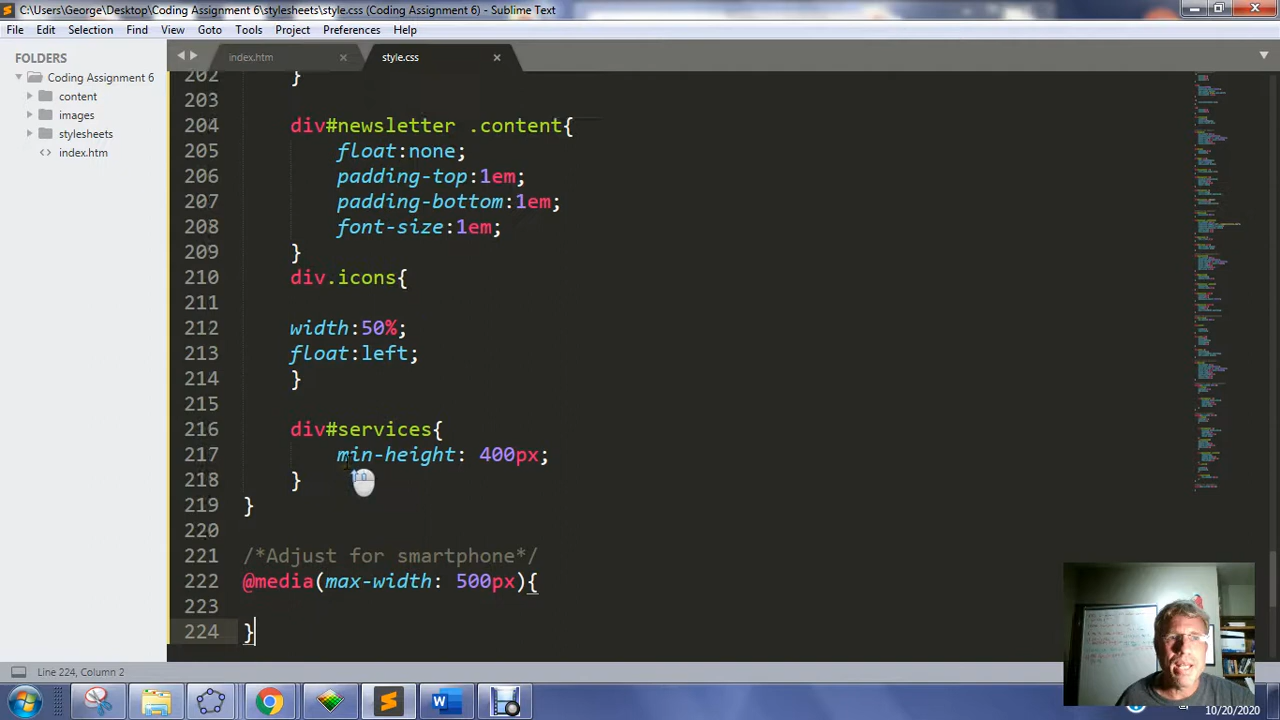 C:\Users\George\Desktop\Coding Assignment 6\stylesheets\style.css (Coding Assignment 6) - Sublime Text
File Edit Selection Find View Goto Tools Project Preferences Help
FOLDERS
Coding Assignment 6
content
images
stylesheets
index.htm
index.htm
style.css
202 }
203
204 div#newsletter .content{
205 float:none;
206 padding-top:1em;
207 padding-bottom:1em;
208 font-size:1em;
209 }
210 div.icons{
211
212 width:50%;
213 float:left;
214 }
215
216 div#services{
217 min-height: 400px;
218 }
219 }
220
221 /*Adjust for smartphone*/
222 @media(max-width: 500px){
223
224 }
Line 224, Column 2
10/20/2020